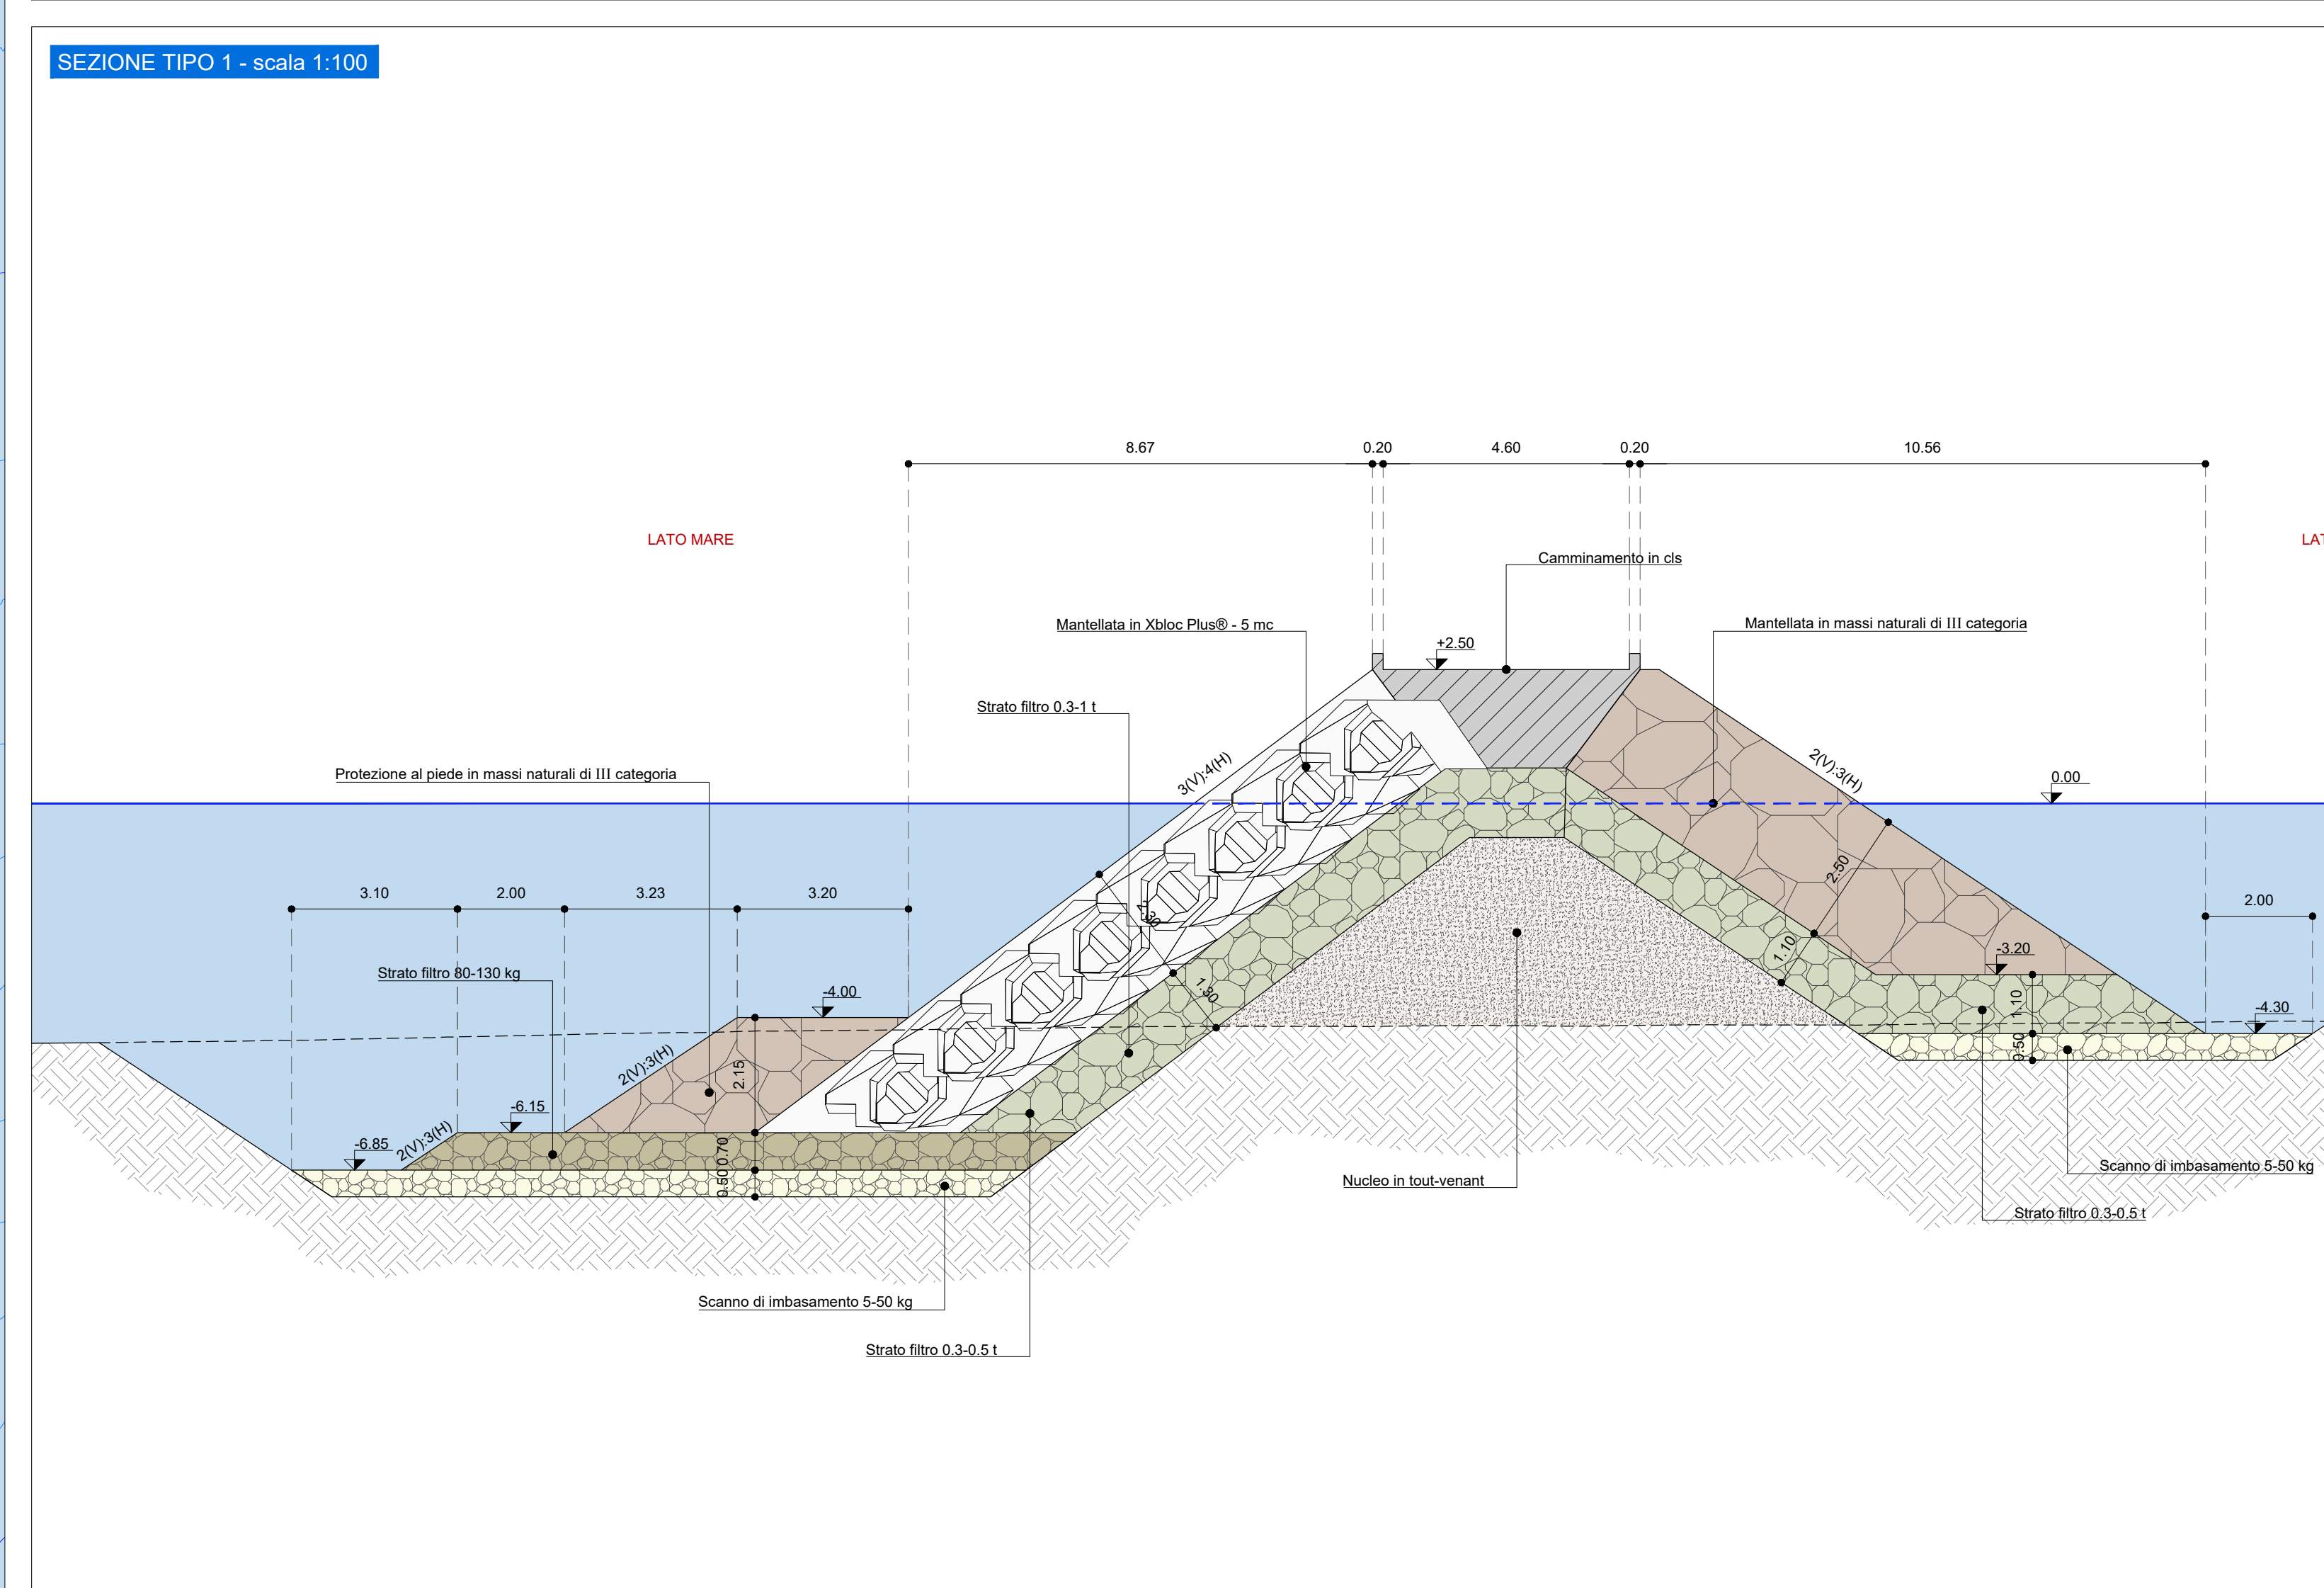 SEZIONE TIPO 1 - scala 1:100
8.67
0.20
4.60
0.20
10.56
LATO MARE
LAT
Camminamento in cls
Mantellata in Xbloc Plus® - 5 mc
+2.50
Mantellata in massi naturali di III categoria
Strato filtro 0.3-1 t
3(V):4(H)
2(V):3(H)
Protezione al piede in massi naturali di III categoria
0.00
3.10
2.00
3.23
3.20
2.50
2.00
Strato filtro 80-130 kg
-4.00
1.30
1.10
-3.20
1.10
-4.30
0.50
2(V):3(H)
2.15
-6.15
2(V):3(H)
-6.85
0.70
0.50
Nucleo in tout-venant
Scanno di imbasamento 5-50 kg
Strato filtro 0.3-0.5 t
Scanno di imbasamento 5-50 kg
Strato filtro 0.3-0.5 t